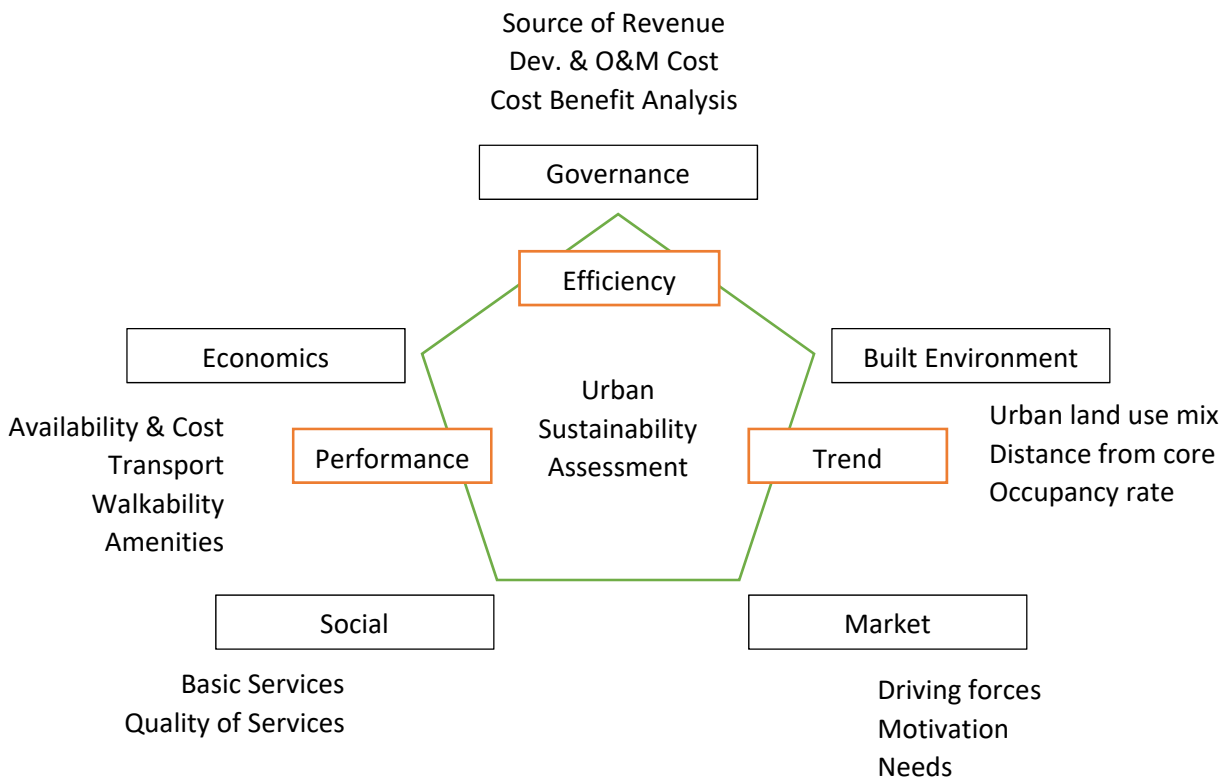 Source of Revenue
Dev. & O&M Cost
Cost Benefit Analysis
Governance
Efficiency
Economics
Built Environment
Availability & Cost
Transport
Walkability
Amenities
Performance
Urban
Sustainability
Assessment
Trend
Urban land use mix
Distance from core
Occupancy rate
Social
Market
Basic Services
Quality of Services
Driving forces
Motivation
Needs